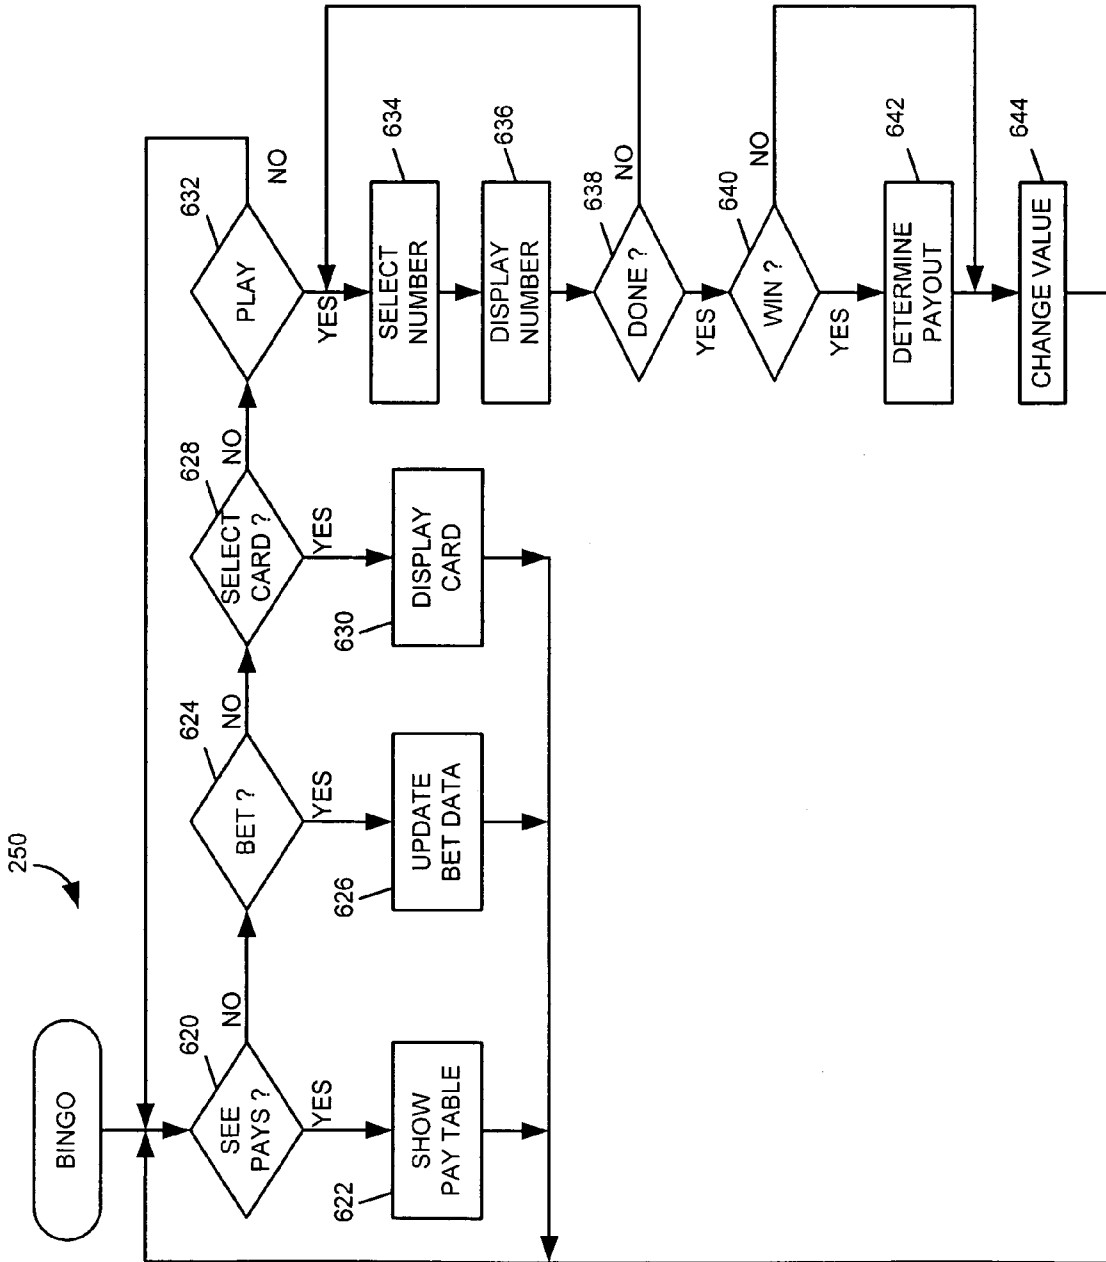 250
BINGO
620
SEE
PAYS ?
NO
YES
622
SHOW
PAY TABLE
624
BET ?
NO
YES
626
UPDATE
BET DATA
628
SELECT
CARD ?
NO
YES
630
DISPLAY
CARD
632
PLAY
NO
YES
634
SELECT
NUMBER
636
DISPLAY
NUMBER
638
DONE ?
NO
YES
640
WIN ?
NO
YES
642
DETERMINE
PAYOUT
644
CHANGE VALUE